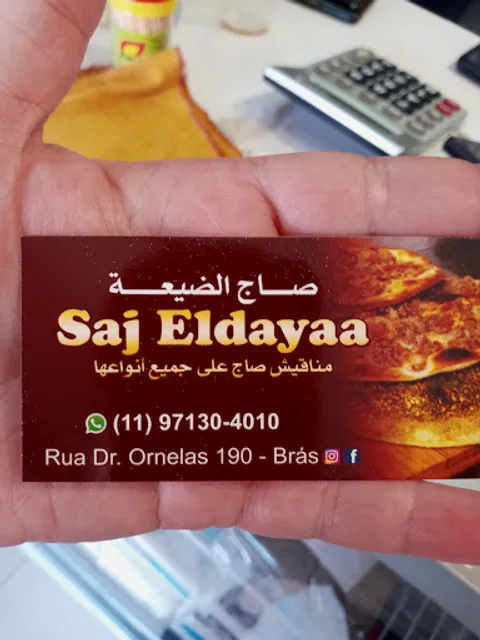 صاج الضيعة
Saj Eldayaa
مناقيش صاج على جميع أنواعها
(11) 97130-4010
Rua Dr. Ornelas 190 - Brás